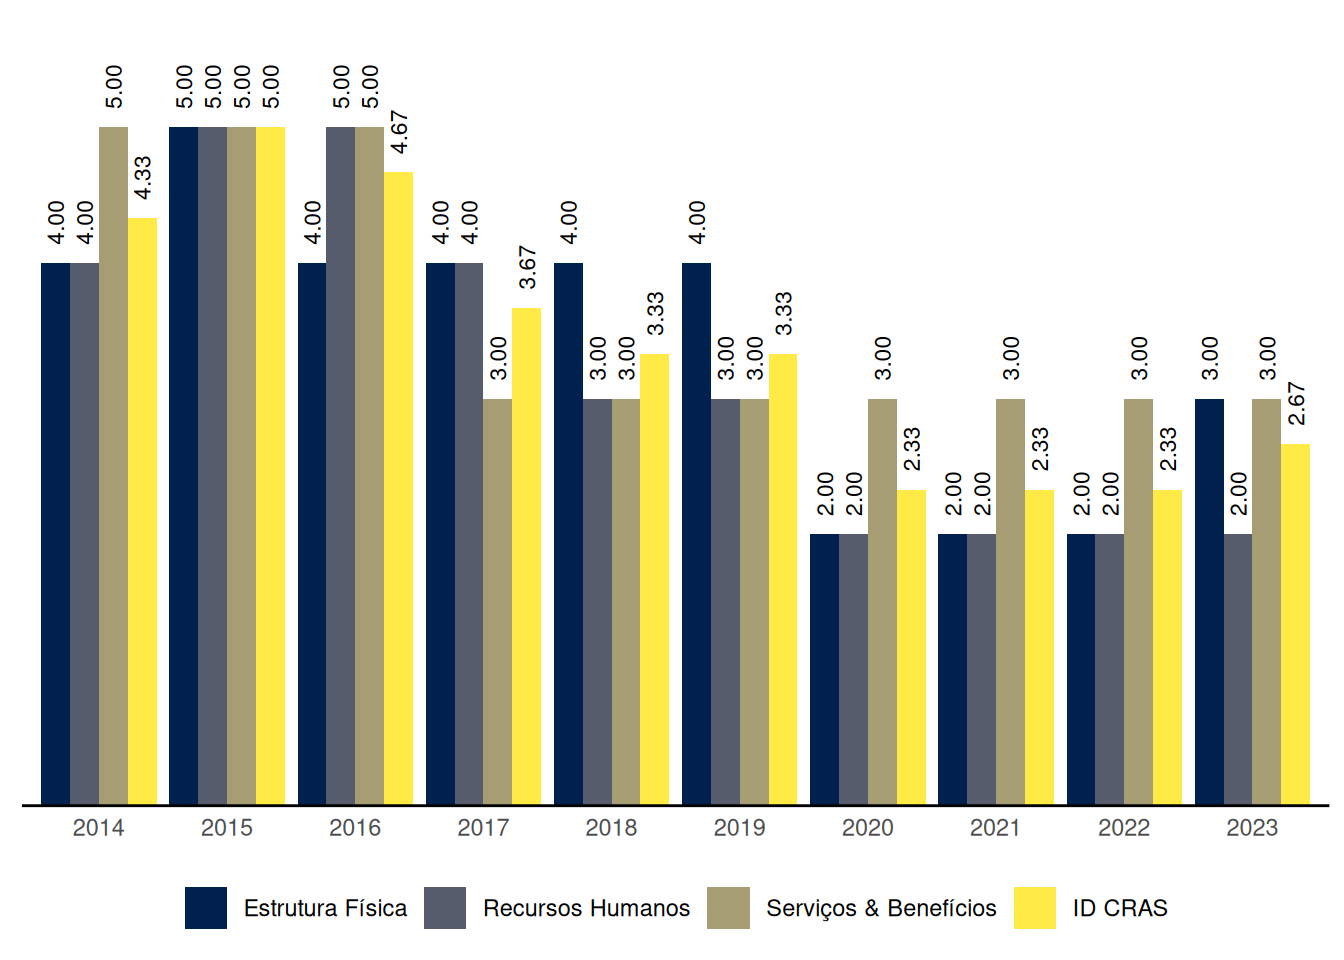 4.00 4.00 5.00 4.33
5.00 5.00 5.00 5.00
4.00 5.00 5.00 4.67
4.00 4.00 3.00 3.67
4.00 3.00 3.00 3.33
4.00 3.00 3.00 3.33
2.00 2.00 3.00 2.33
2.00 2.00 3.00 2.33
2.00 2.00 3.00 2.33
3.00 2.00 3.00 2.67
2014 2015 2016 2017 2018 2019 2020 2021 2022 2023
Estrutura Física Recursos Humanos Serviços & Benefícios ID CRAS